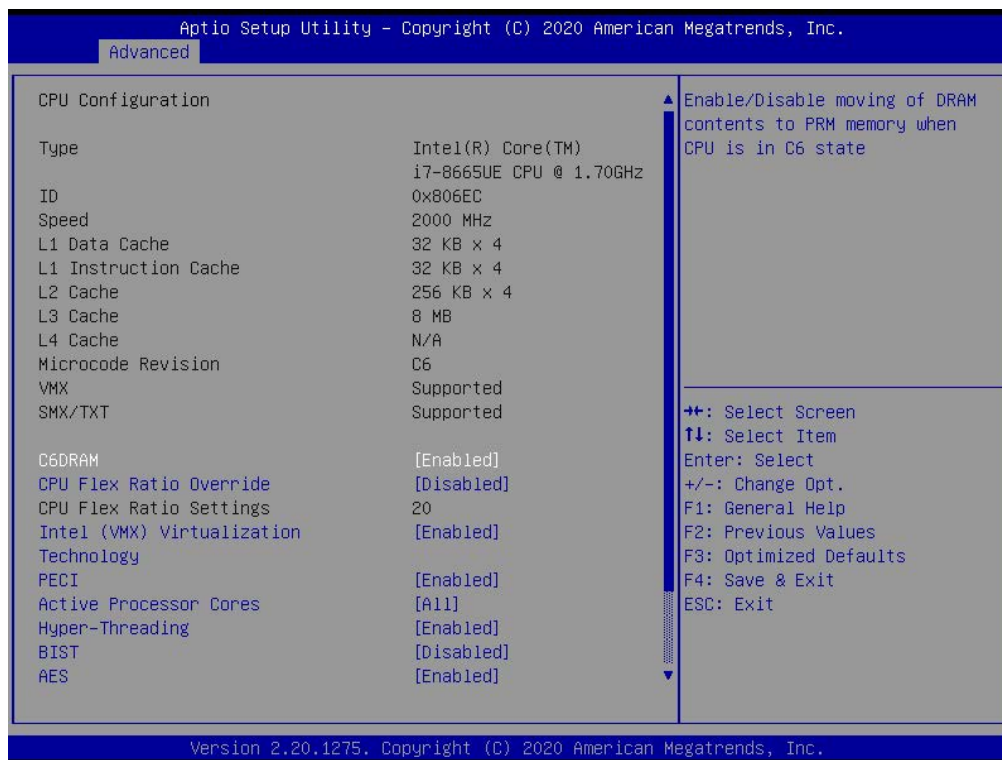 Aptio Setup Utility – Copyright (C) 2020 American Megatrends, Inc.
Advanced
CPU Configuration
Type Intel(R) Core(TM)
i7-8665UE CPU @ 1.70GHz
ID 0x806EC
Speed 2000 MHz
L1 Data Cache 32 KB x 4
L1 Instruction Cache 32 KB x 4
L2 Cache 256 KB x 4
L3 Cache 8 MB
L4 Cache N/A
Microcode Revision C6
VMX Supported
SMX/TXT Supported
C6DRAM [Enabled]
CPU Flex Ratio Override [Disabled]
CPU Flex Ratio Settings 20
Intel (VMX) Virtualization [Enabled]
Technology
PECI [Enabled]
Active Processor Cores [All]
Hyper-Threading [Enabled]
BIST [Disabled]
AES [Enabled]
Enable/Disable moving of DRAM
contents to PRM memory when
CPU is in C6 state
→←: Select Screen
↑↓: Select Item
Enter: Select
+/-: Change Opt.
F1: General Help
F2: Previous Values
F3: Optimized Defaults
F4: Save & Exit
ESC: Exit
Version 2.20.1275. Copyright (C) 2020 American Megatrends, Inc.